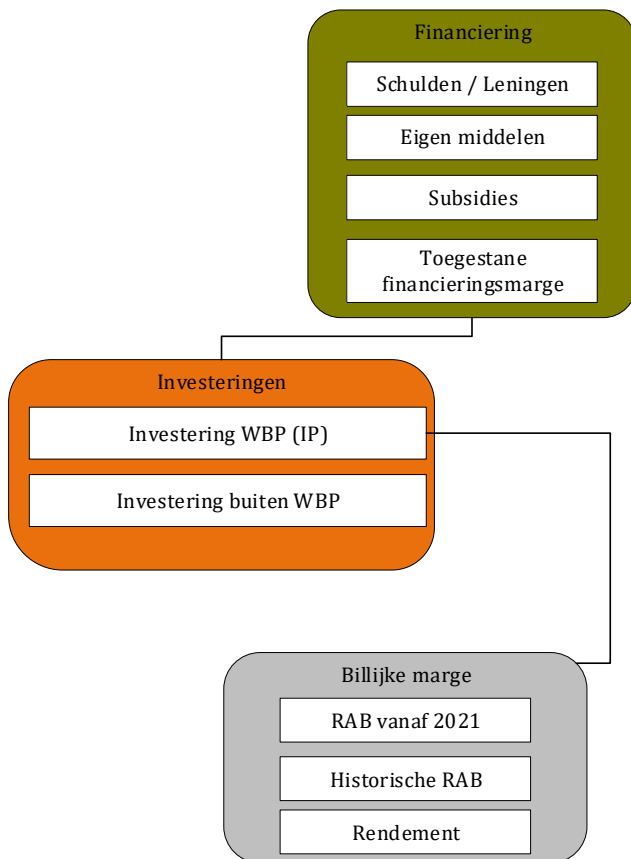 Financiering
Schulden / Leningen
Eigen middelen
Subsidies
Toegestane
financieringsmarge
Investeringen
Investering WBP (IP)
Investering buiten WBP
Billijke marge
RAB vanaf 2021
Historische RAB
Rendement